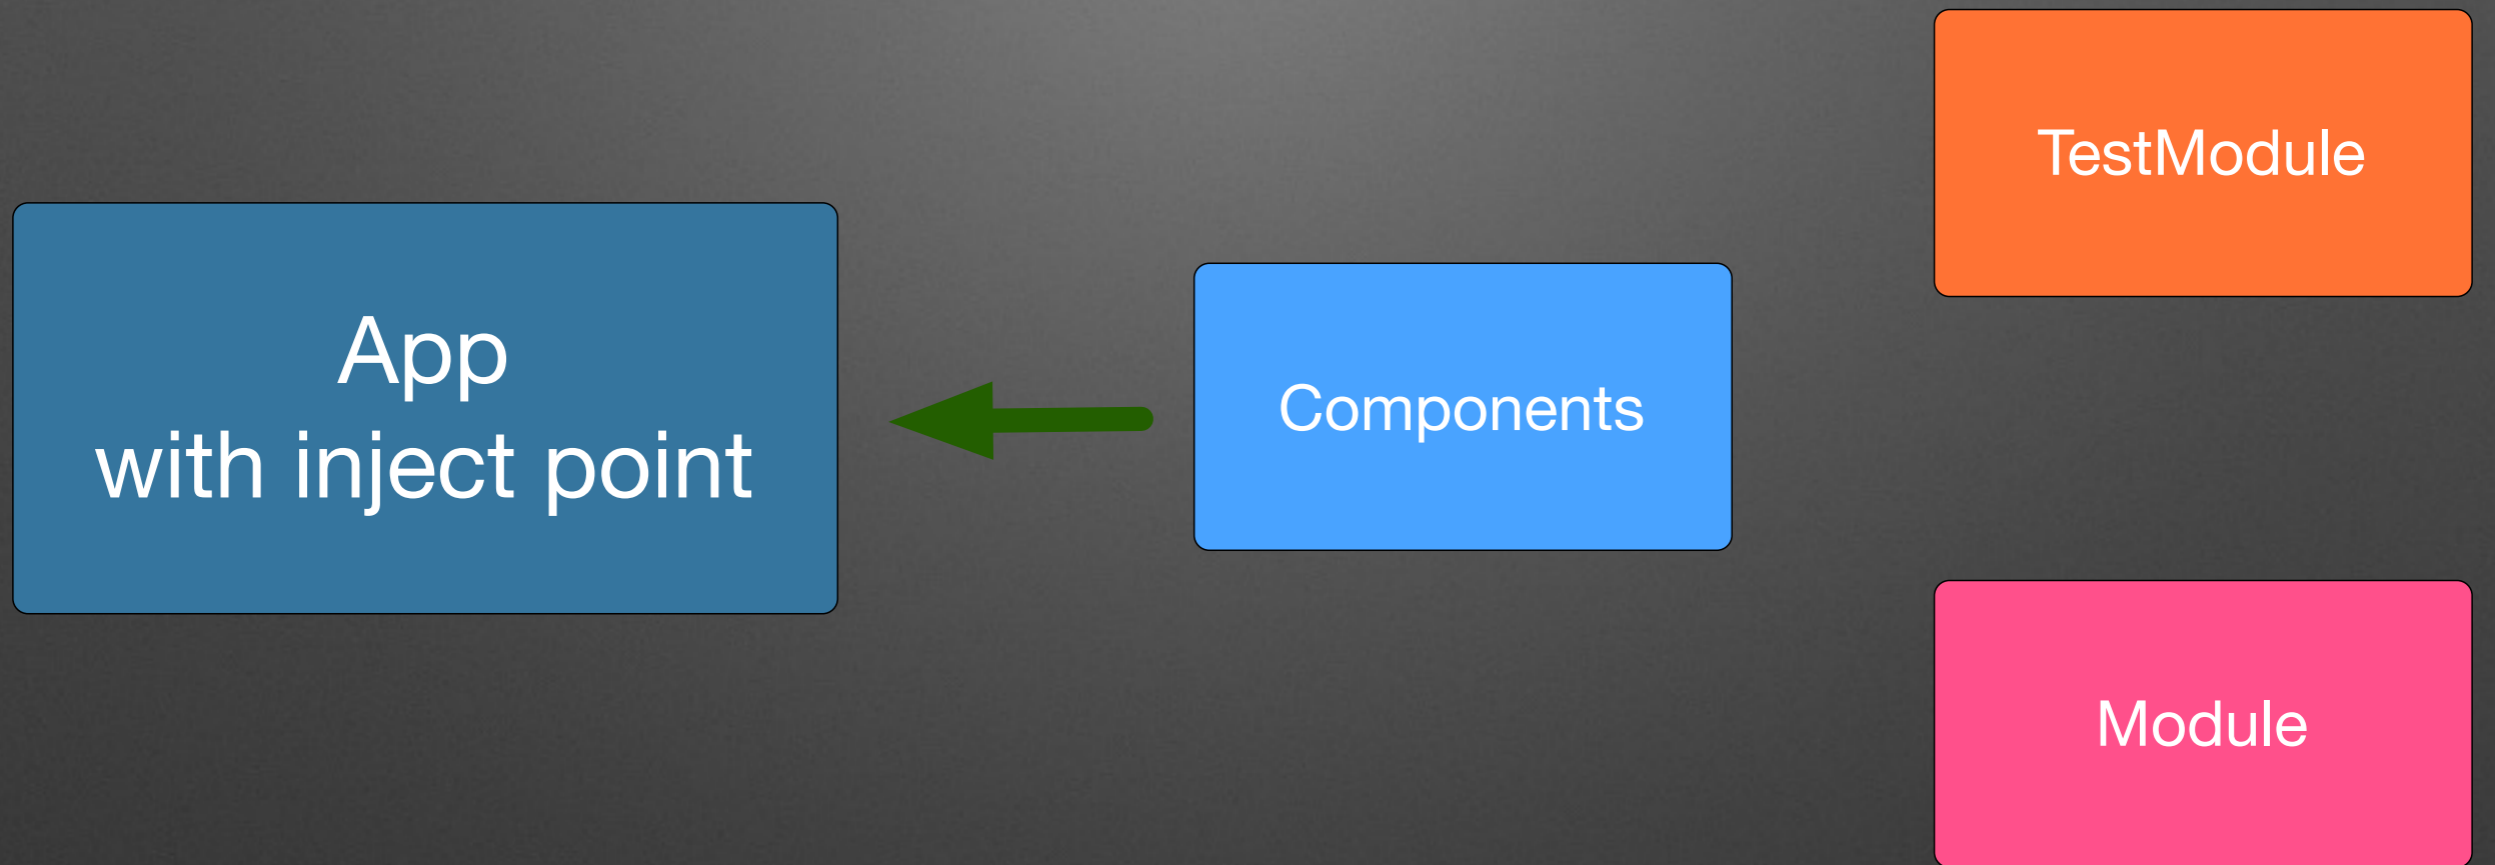 TestModule
App
with inject point
Components
Module